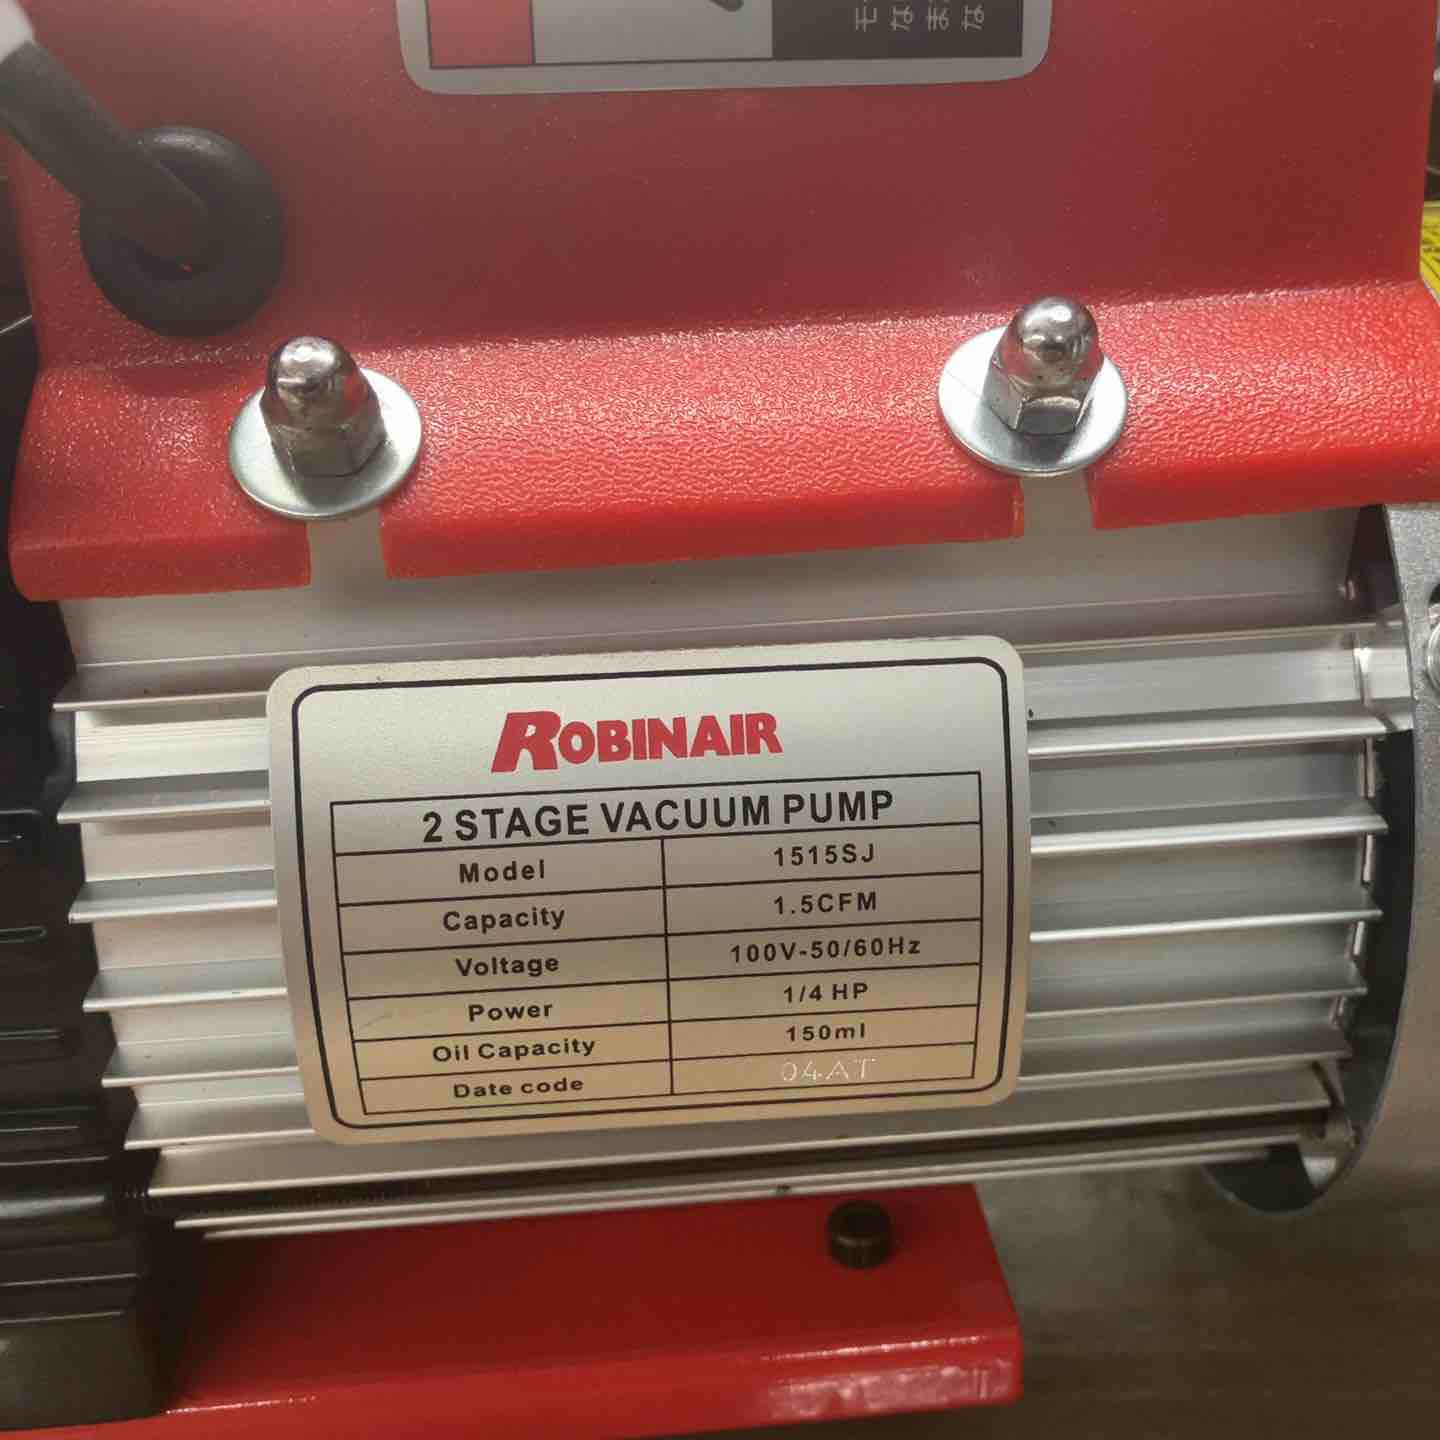 ROBINAIR
2 STAGE VACUUM PUMP
Model 1515SJ
Capacity 1.5CFM
Voltage 100V-50/60Hz
Power 1/4 HP
Oil Capacity 150ml
Date code 04AT